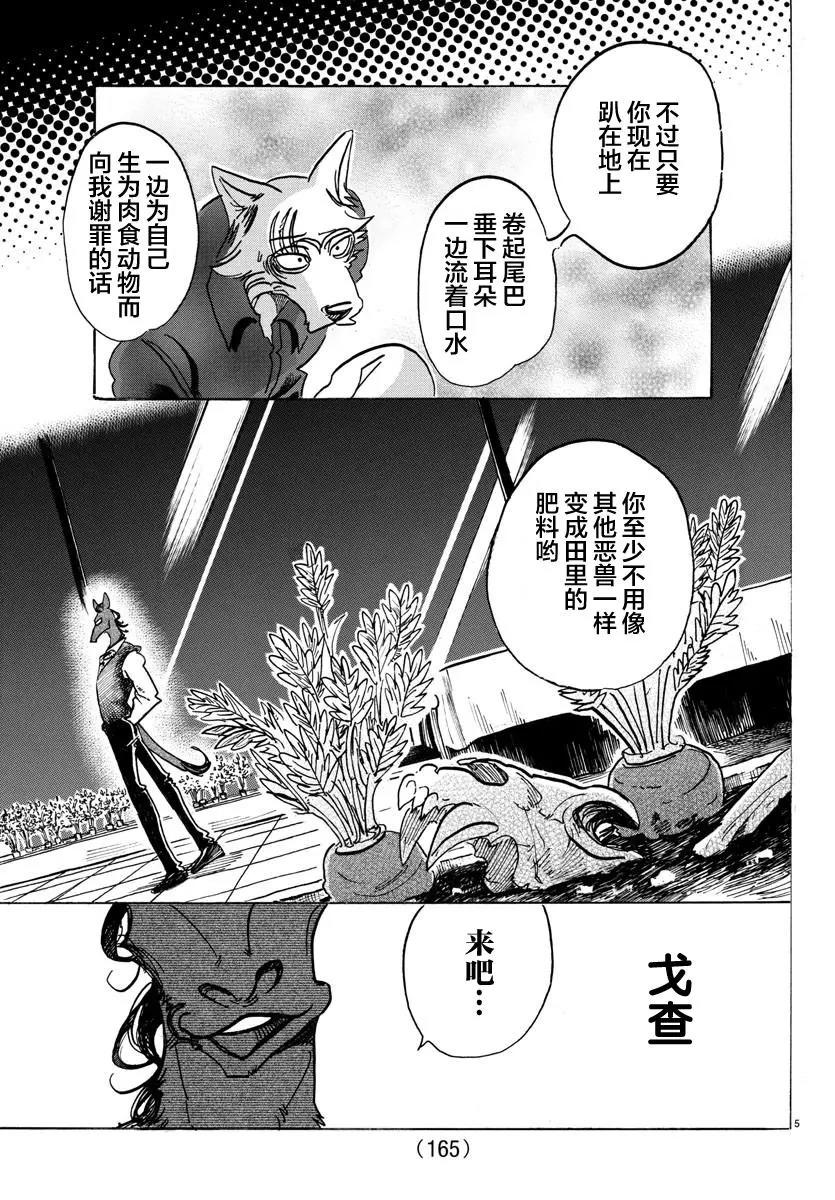 不过只要
你现在
趴在地上
卷起尾巴
垂下耳朵
一边流着口水
一边为自己
生为肉食动物而
向我谢罪的话
你至少不用像
其他恶兽一样
变成田里的
肥料哟
戈查
来吧…
5
(165)